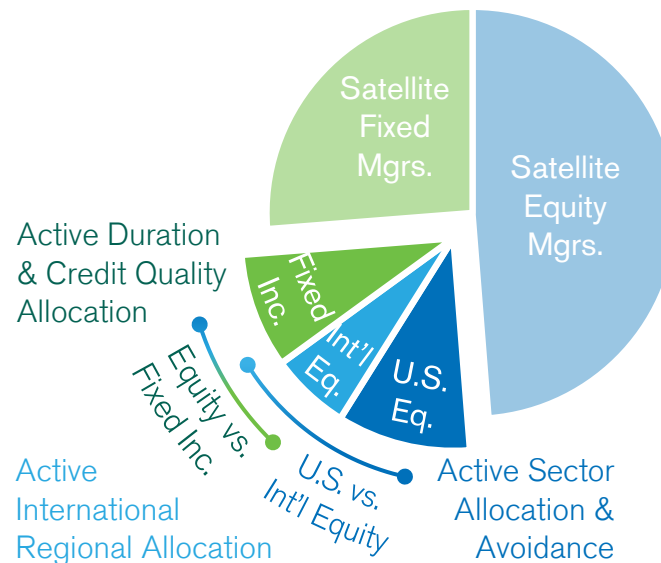 Satellite
Fixed
Mgrs.
Satellite
Equity
Mgrs.
Active Duration
& Credit Quality
Allocation
Fixed
Inc.
Int'l
Eq.
U.S.
Eq.
Equity vs.
Fixed Inc.
U.S. vs.
Int'l Equity
Active
International
Regional Allocation
Active Sector
Allocation &
Avoidance